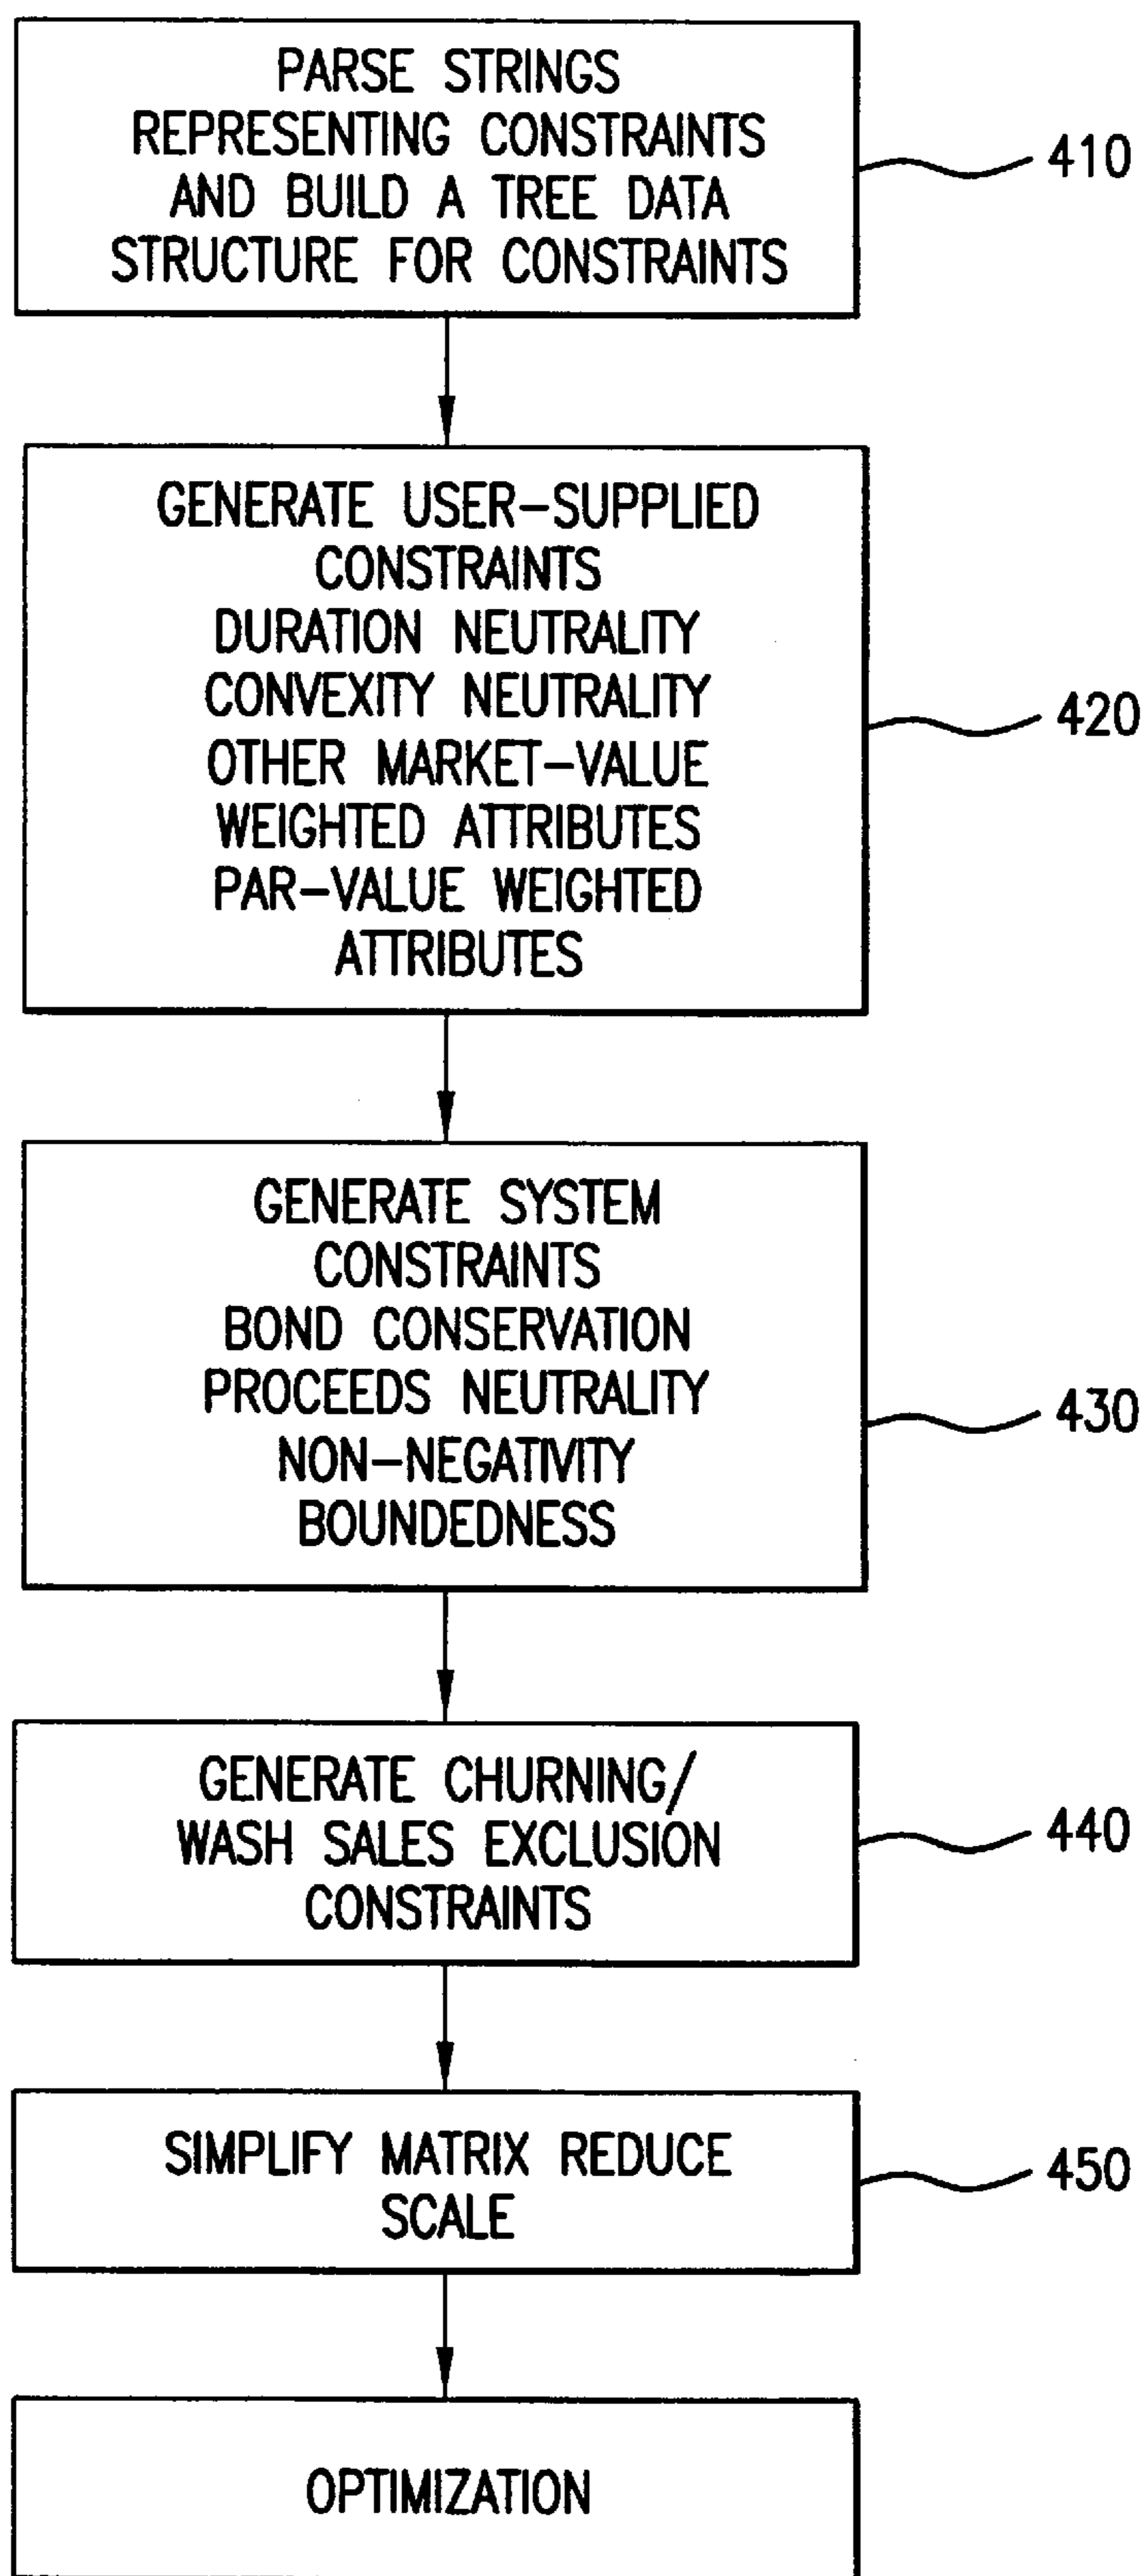 PARSE STRINGS
REPRESENTING CONSTRAINTS
AND BUILD A TREE DATA
STRUCTURE FOR CONSTRAINTS
410
GENERATE USER-SUPPLIED
CONSTRAINTS
DURATION NEUTRALITY
CONVEXITY NEUTRALITY
OTHER MARKET-VALUE
WEIGHTED ATTRIBUTES
PAR-VALUE WEIGHTED
ATTRIBUTES
420
GENERATE SYSTEM
CONSTRAINTS
BOND CONSERVATION
PROCEEDS NEUTRALITY
NON-NEGATIVITY
BOUNDEDNESS
430
GENERATE CHURNING/
WASH SALES EXCLUSION
CONSTRAINTS
440
SIMPLIFY MATRIX REDUCE
SCALE
450
OPTIMIZATION